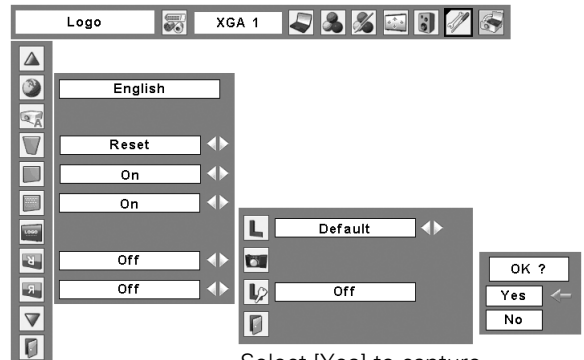 Logo
XGA 1
English
Reset
On
On
Off
Off
Default
Off
OK ?
Yes
No
Select [Yes] to capture